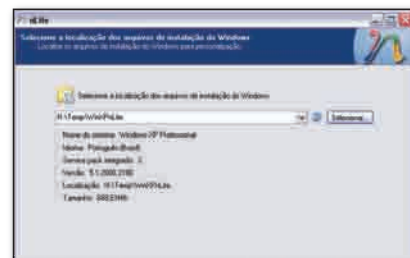 nLite
Selecione a localização dos arquivos de instalação do Windows
Localize os arquivos de instalação do Windows para personalização.
Selecione a localização dos arquivos de instalação do Windows
Selecionar...
Nome do sistema: Windows XP Professional
Idioma: Português (Brasil)
Service pack integrado: 2
Versão: 5.1.2600.2180
Localização:
Tamanho: